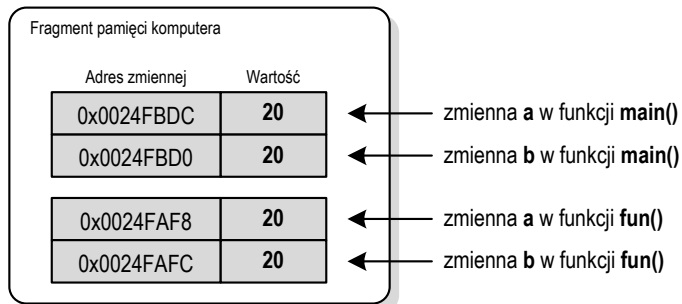 Fragment pamięci komputera
Adres zmiennej Wartość
0x0024FBDC 20 zmienna a w funkcji main()
0x0024FBD0 20 zmienna b w funkcji main()
0x0024FAF8 20 zmienna a w funkcji fun()
0x0024FAFC 20 zmienna b w funkcji fun()